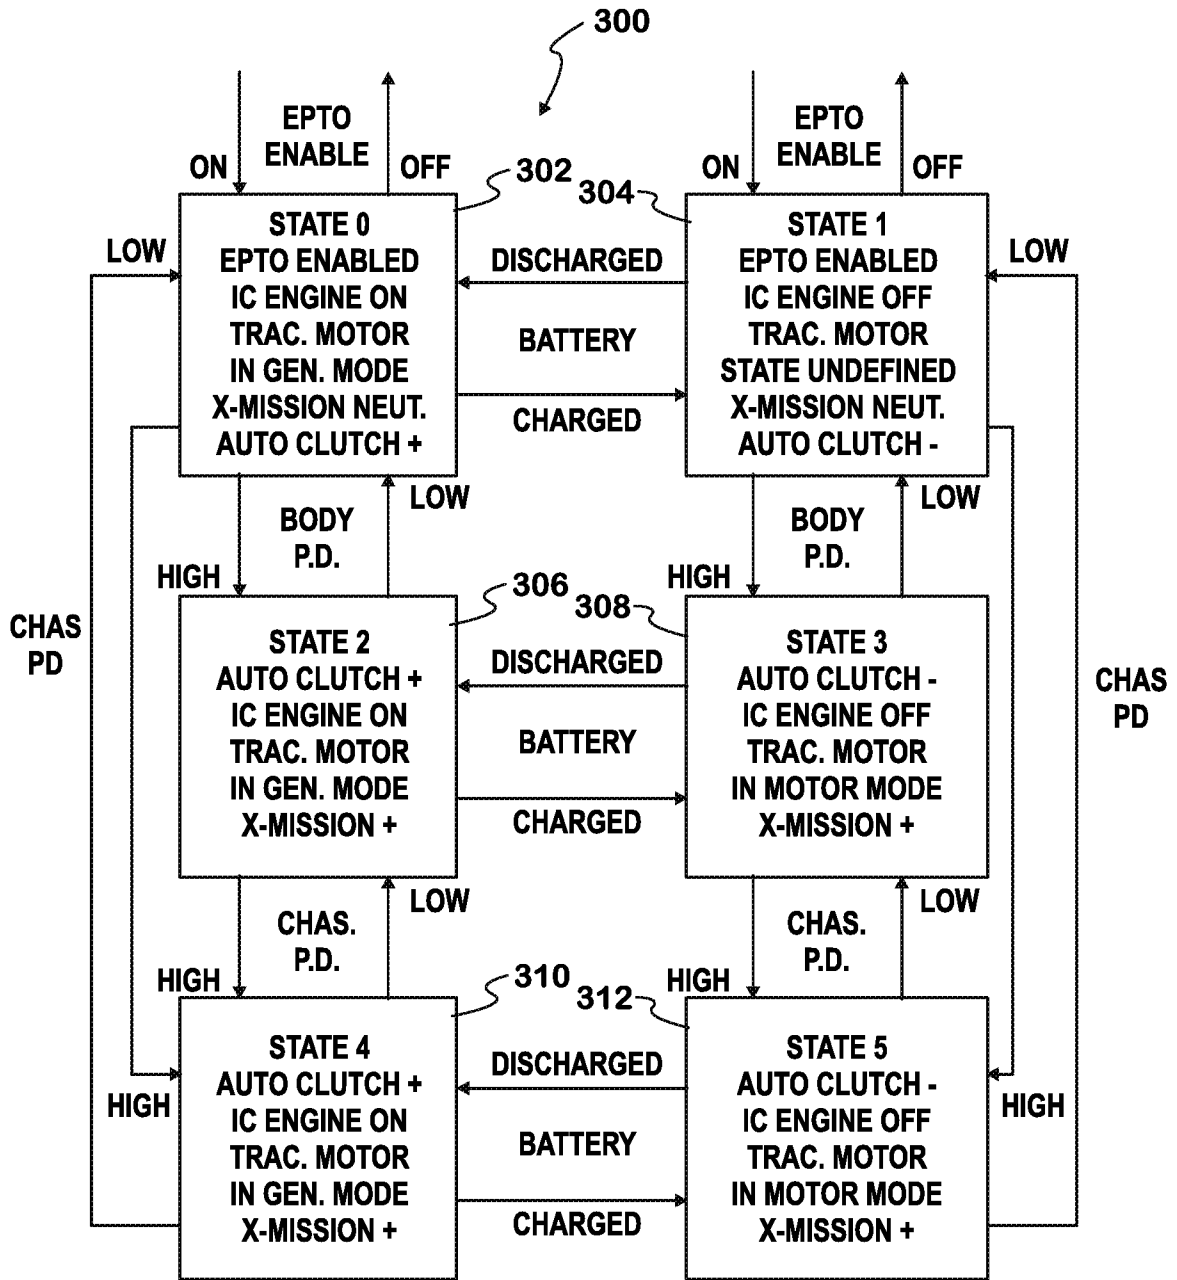 300
EPTO
ENABLE
ON
OFF
EPTO
ENABLE
ON
OFF
302
304
STATE 0
EPTO ENABLED
IC ENGINE ON
TRAC. MOTOR
IN GEN. MODE
X-MISSION NEUT.
AUTO CLUTCH +
DISCHARGED
BATTERY
CHARGED
STATE 1
EPTO ENABLED
IC ENGINE OFF
TRAC. MOTOR
STATE UNDEFINED
X-MISSION NEUT.
AUTO CLUTCH -
LOW
LOW
BODY
P.D.
HIGH
LOW
BODY
P.D.
HIGH
LOW
CHAS
PD
CHAS
PD
306
308
STATE 2
AUTO CLUTCH +
IC ENGINE ON
TRAC. MOTOR
IN GEN. MODE
X-MISSION +
DISCHARGED
BATTERY
CHARGED
STATE 3
AUTO CLUTCH -
IC ENGINE OFF
TRAC. MOTOR
IN MOTOR MODE
X-MISSION +
CHAS.
P.D.
HIGH
LOW
CHAS.
P.D.
HIGH
LOW
310
312
STATE 4
AUTO CLUTCH +
IC ENGINE ON
TRAC. MOTOR
IN GEN. MODE
X-MISSION +
DISCHARGED
BATTERY
CHARGED
STATE 5
AUTO CLUTCH -
IC ENGINE OFF
TRAC. MOTOR
IN MOTOR MODE
X-MISSION +
HIGH
HIGH